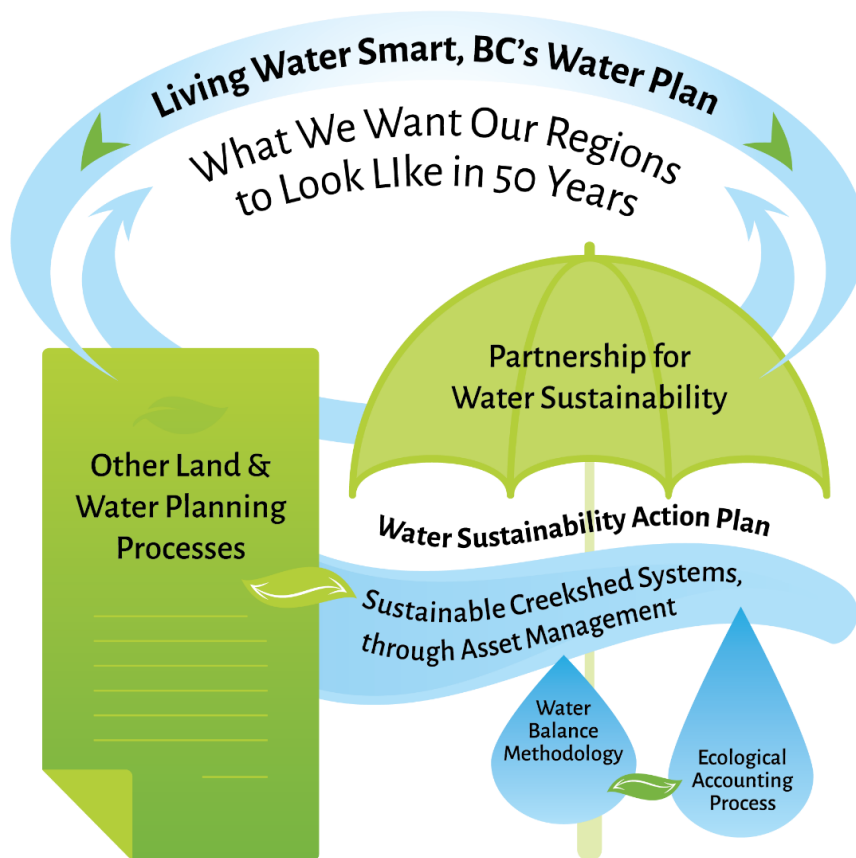 Living Water Smart, BC's Water Plan
What We Want Our Regions
to Look LIke in 50 Years
Other Land &
Water Planning
Processes
Partnership for
Water Sustainability
Water Sustainability Action Plan
Sustainable Creekshed Systems,
through Asset Management
Water
Balance
Methodology
Ecological
Accounting
Process